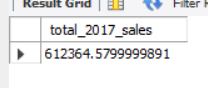 Result Grid Filter
total_2017_sales
612364.5799999891